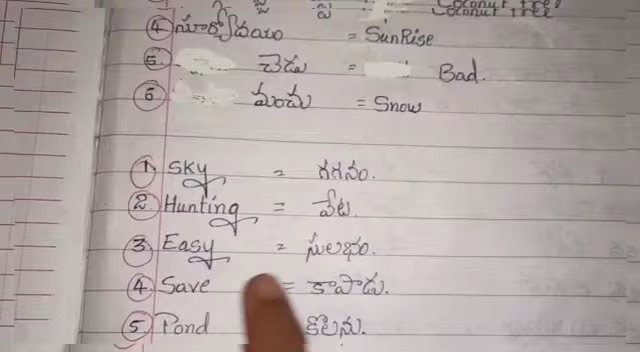 Coconut tree
④ సూర్యోదయం = SunRise
⑤ చెడు = Bad.
⑥ మంచు = Snow
① Sky = గగనం.
② Hunting = వేట.
③ Easy = సులభం.
④ Save = కాపాడు.
⑤ Pond కొలను.